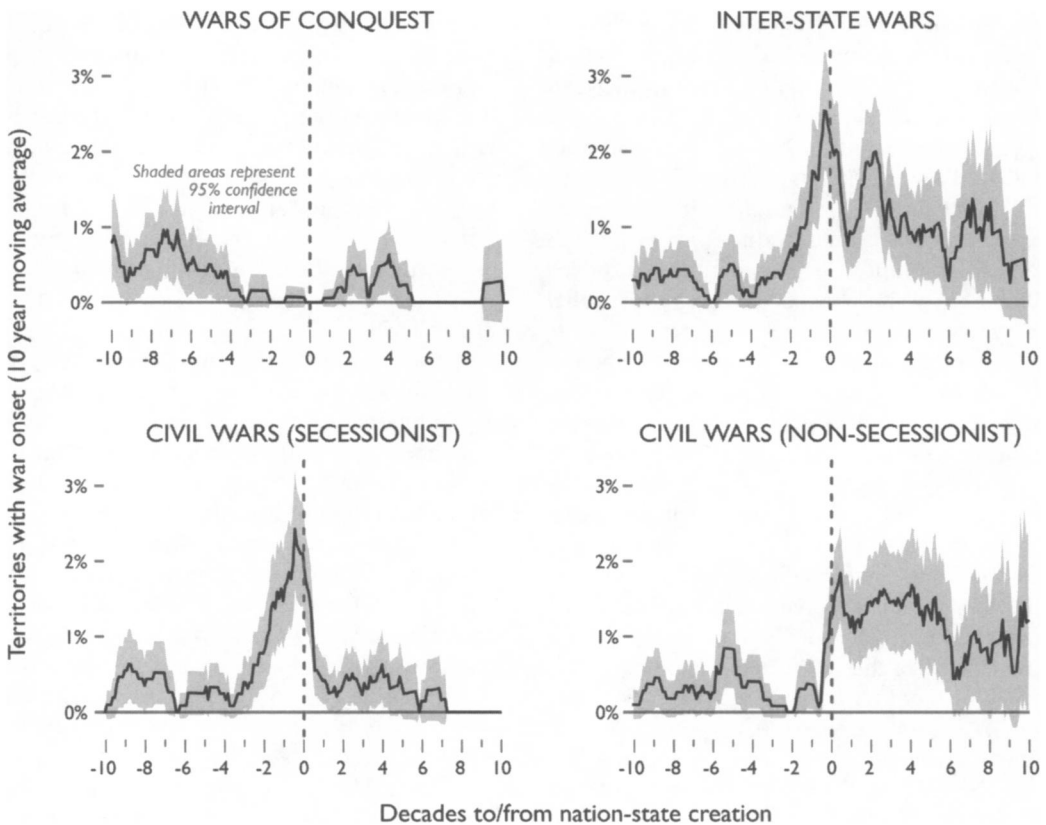 WARS OF CONQUEST
INTER-STATE WARS
Territories with war onset (10 year moving average)
3%
2%
1%
0%
Shaded areas represent
95% confidence
interval
-10 -8 -6 -4 -2 0 2 4 6 8 10
3%
2%
1%
0%
-10 -8 -6 -4 -2 0 2 4 6 8 10
CIVIL WARS (SECESSIONIST)
CIVIL WARS (NON-SECESSIONIST)
3%
2%
1%
0%
-10 -8 -6 -4 -2 0 2 4 6 8 10
3%
2%
1%
0%
-10 -8 -6 -4 -2 0 2 4 6 8 10
Decades to/from nation-state creation